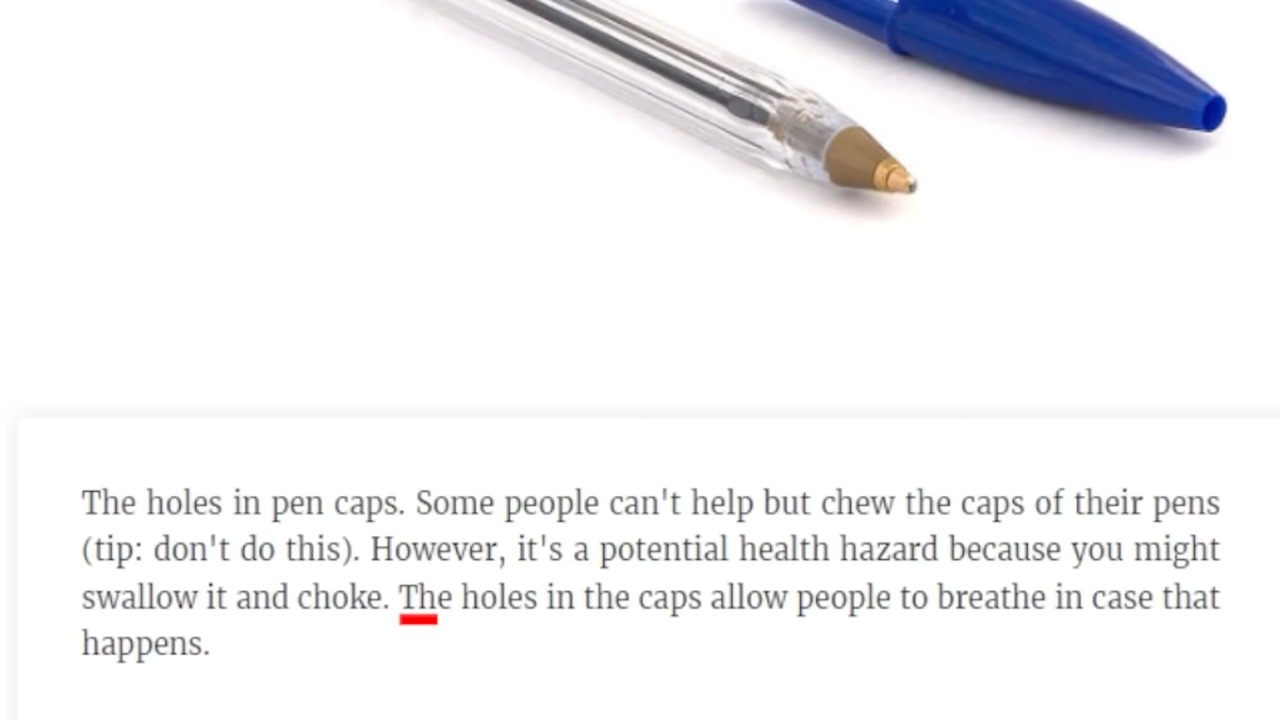 The holes in pen caps. Some people can't help but chew the caps of their pens
(tip: don't do this). However, it's a potential health hazard because you might
swallow it and choke. The holes in the caps allow people to breathe in case that
happens.